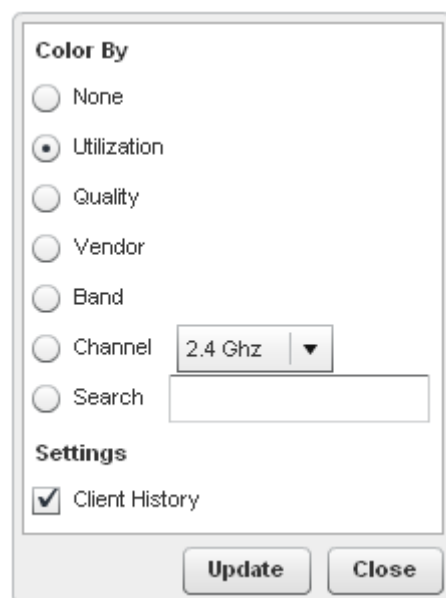 Color By
None
Utilization
Quality
Vendor
Band
Channel 2.4 Ghz
Search
Settings
Client History
Update Close